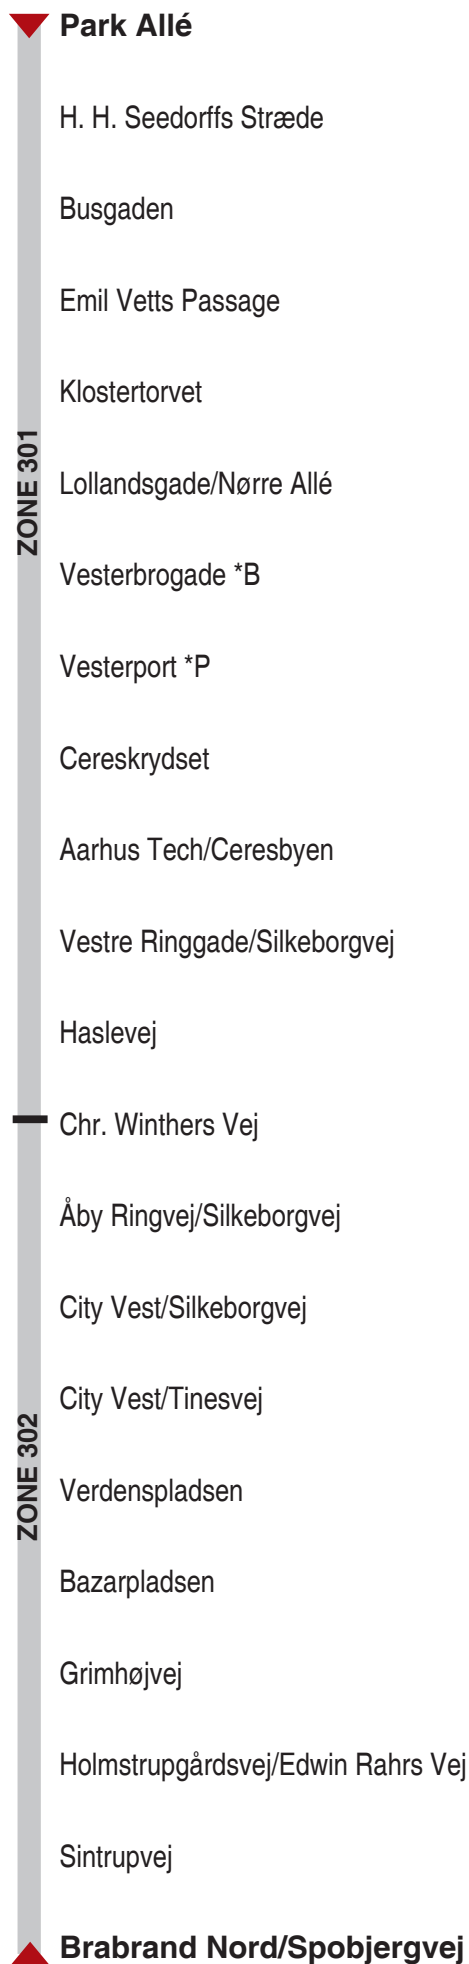 Park Allé
H. H. Seedorffs Stræde
Busgaden
Emil Vetts Passage
Klostertorvet
ZONE 301
Lollandsgade/Nørre Allé
Vesterbrogade *B
Vesterport *P
Cereskrydset
Aarhus Tech/Ceresbyen
Vestre Ringgade/Silkeborgvej
Haslevej
Chr. Winthers Vej
Åby Ringvej/Silkeborgvej
City Vest/Silkeborgvej
City Vest/Tinesvej
ZONE 302
Verdenspladsen
Bazarpladsen
Grimhøjvej
Holmstrupgårdsvej/Edwin Rahrs Vej
Sintrupvej
Brabrand Nord/Spobjergvej